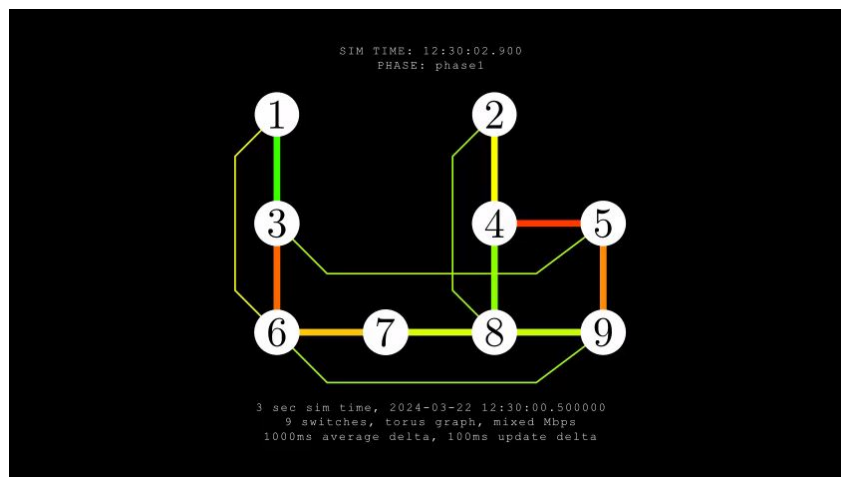 SIM TIME: 12:30:02.900
PHASE: phase1
1 2
3 4 5
6 7 8 9
3 sec sim time, 2024-03-22 12:30:00.500000
9 switches, torus graph, mixed Mbps
1000ms average delta, 100ms update delta